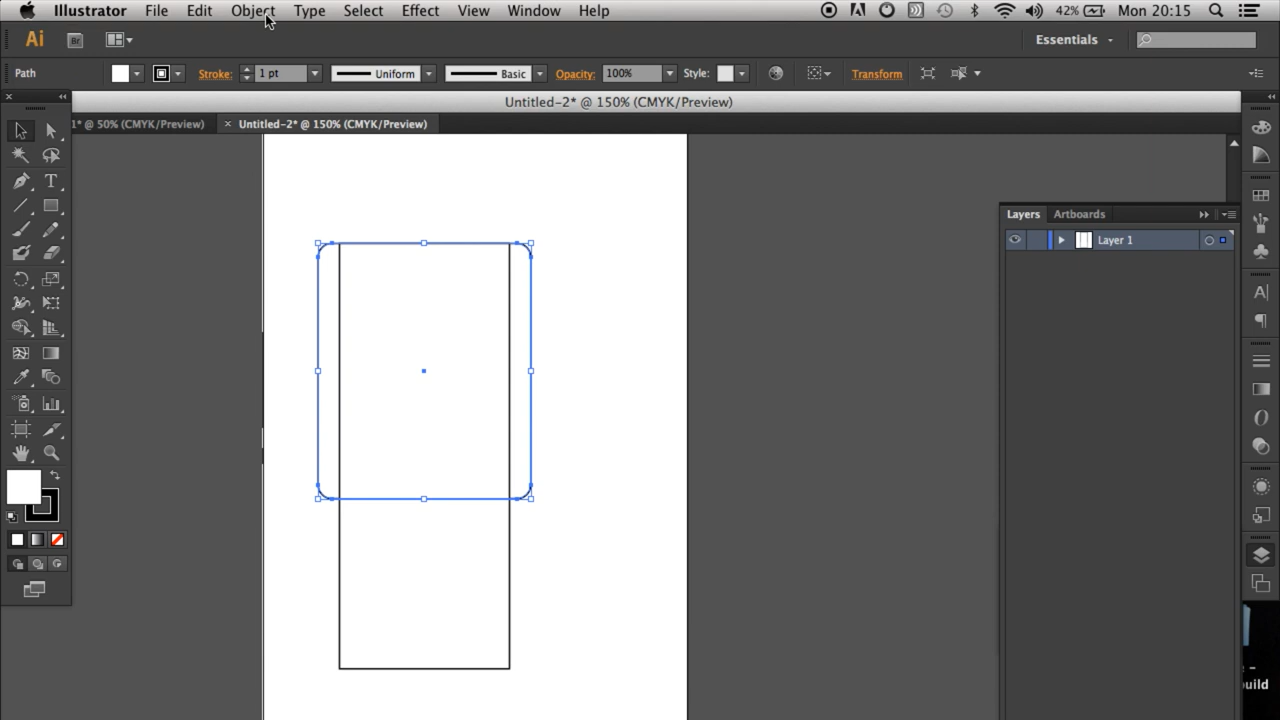 Illustrator File Edit Object Type Select Effect View Window Help 42% Mon 20:15
Ai Br Essentials
Path Stroke: 1 pt Uniform Basic Opacity: 100% Style: Transform
Untitled-2* @ 150% (CMYK/Preview)
1* @ 50% (CMYK/Preview) × Untitled-2* @ 150% (CMYK/Preview)
Layers Artboards
Layer 1
build